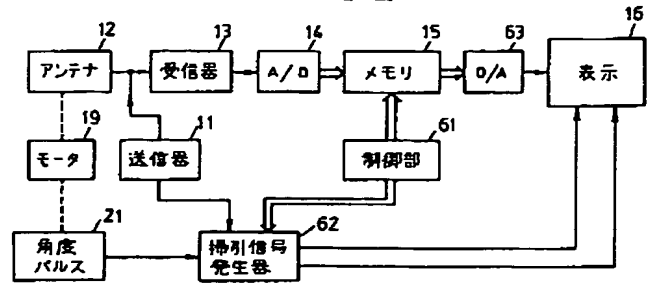 12
アンテナ
13
受信器
14
A/D
15
メモリ
63
D/A
16
表示
19
モータ
11
送信器
61
制御部
21
角度
パルス
62
掃引信号
発生器